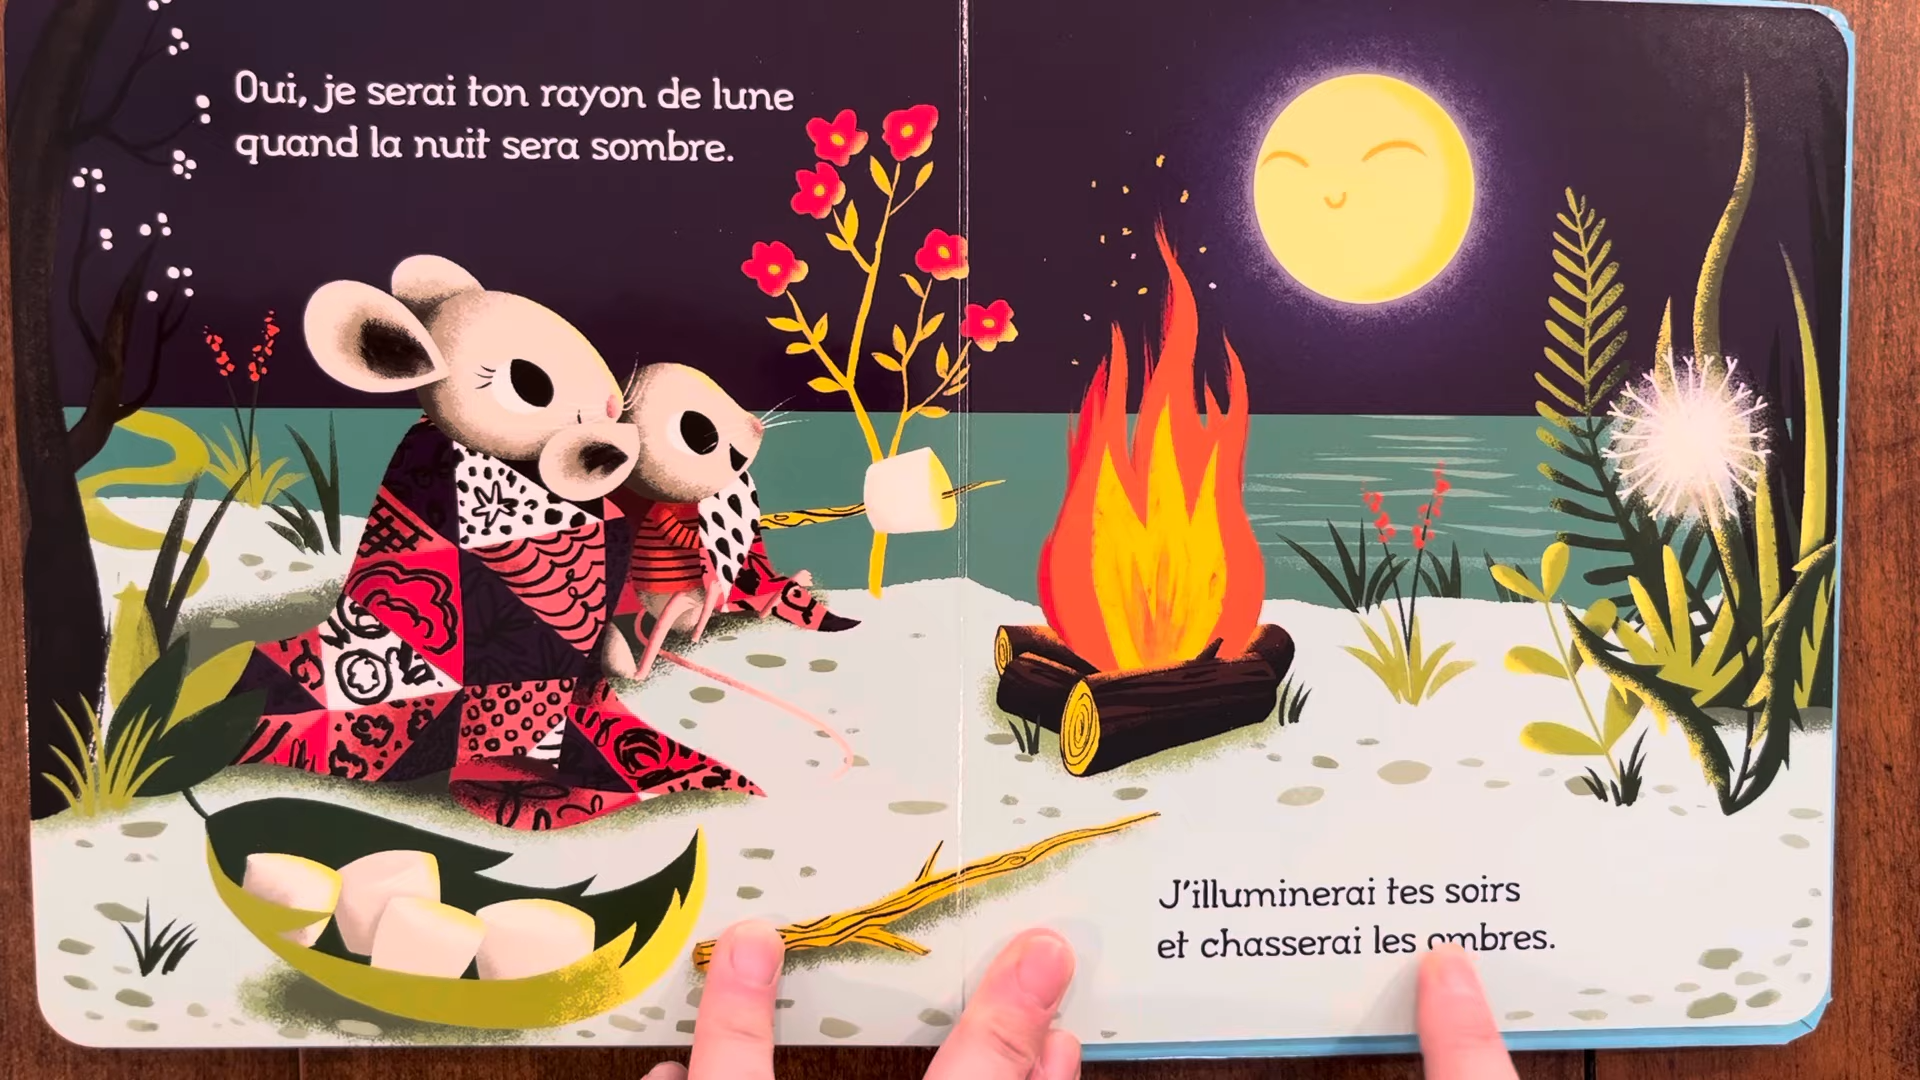 Oui, je serai ton rayon de lune
quand la nuit sera sombre.
J'illuminerai tes soirs
et chasserai les ombres.